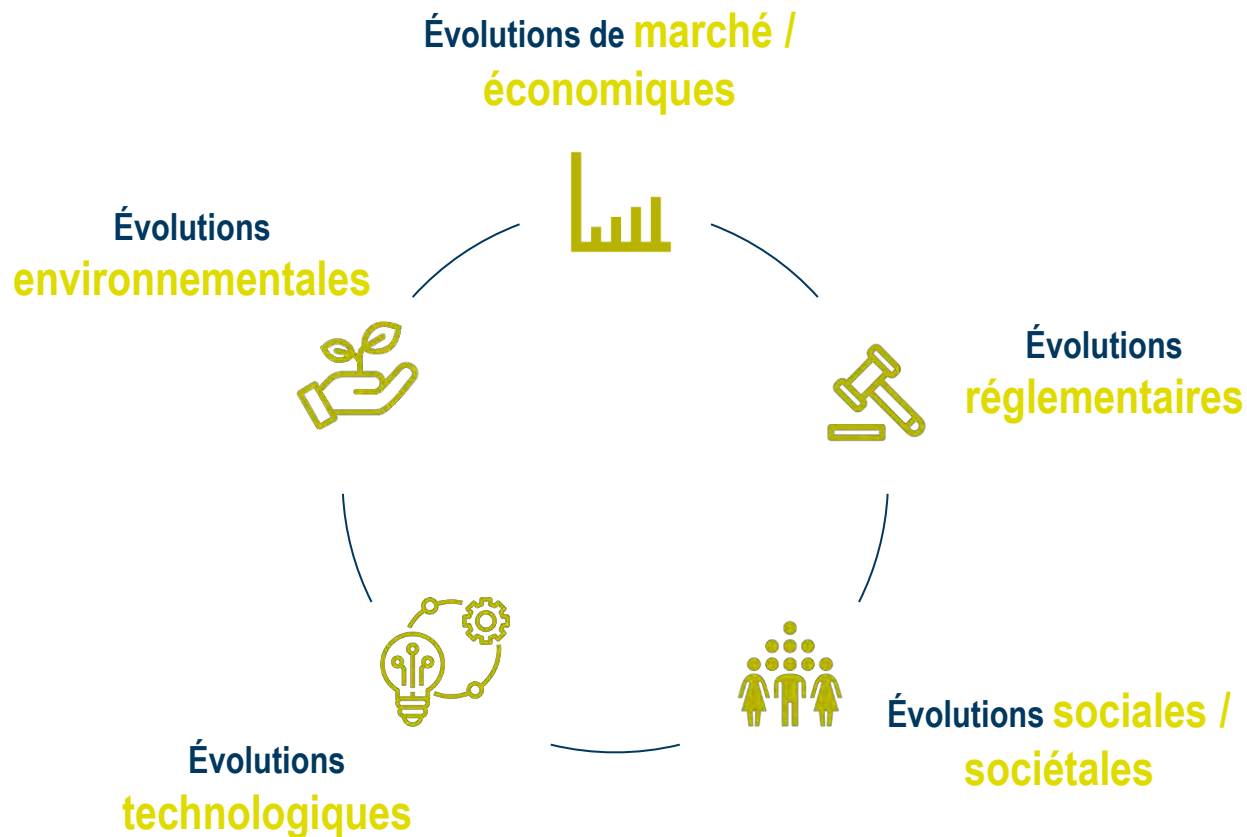 Évolutions de marché /
économiques
Évolutions
environnementales
Évolutions
réglementaires
Évolutions sociales /
sociétales
Évolutions
technologiques